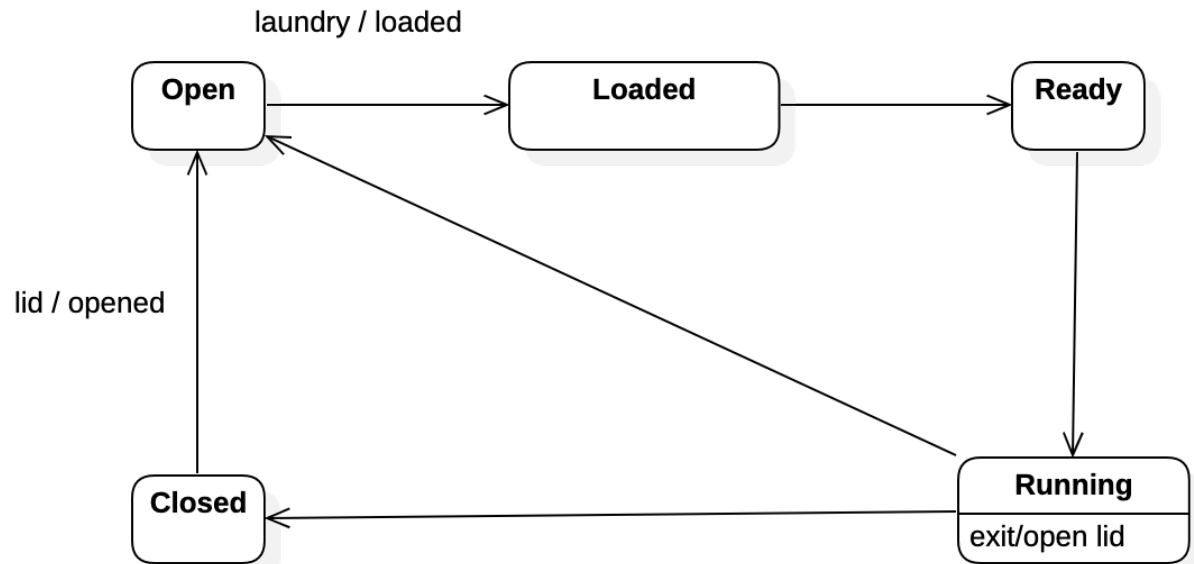 laundry / loaded
Open
Loaded
Ready
lid / opened
Closed
Running
exit/open lid